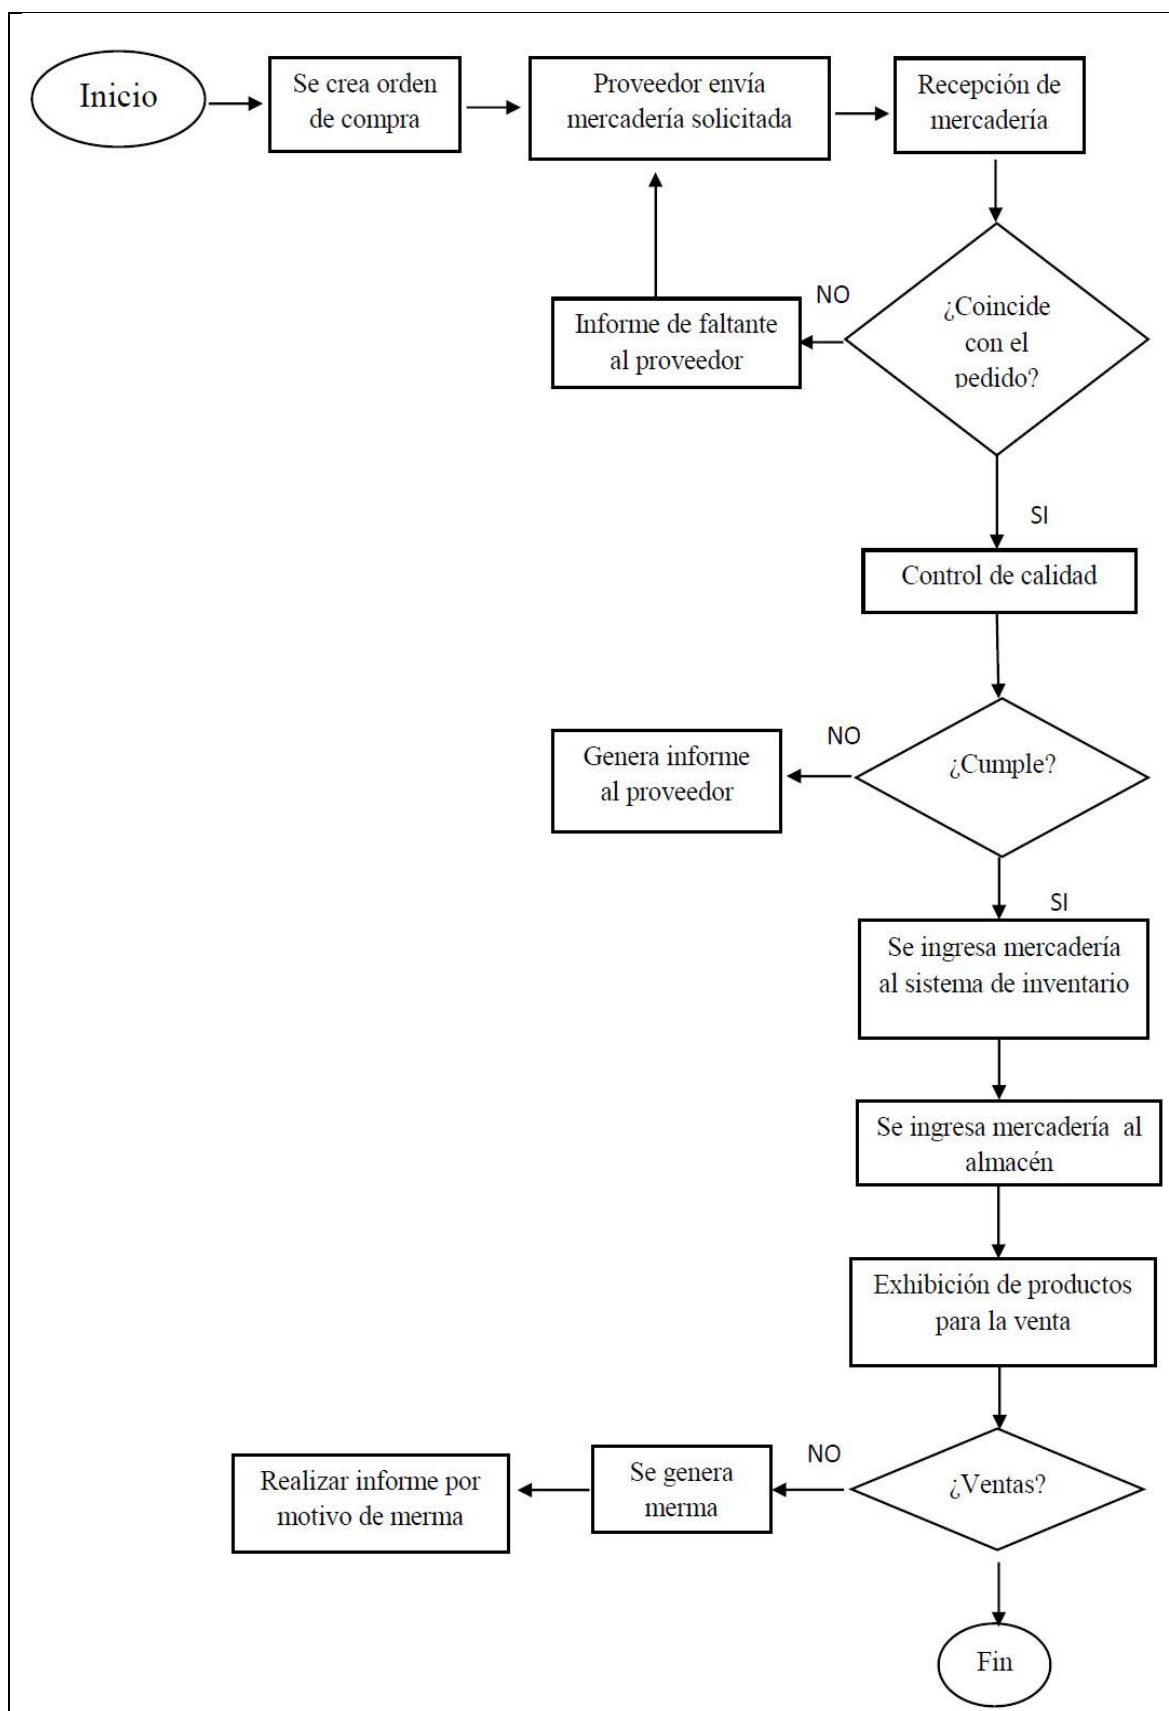 Inicio
Se crea orden
de compra
Proveedor envía
mercadería solicitada
Recepción de
mercadería
¿Coincide
con el
pedido?
NO
Informe de faltante
al proveedor
SI
Control de calidad
¿Cumple?
NO
Genera informe
al proveedor
SI
Se ingresa mercadería
al sistema de inventario
Se ingresa mercadería al
almacén
Exhibición de productos
para la venta
¿Ventas?
NO
Se genera
merma
Realizar informe por
motivo de merma
Fin